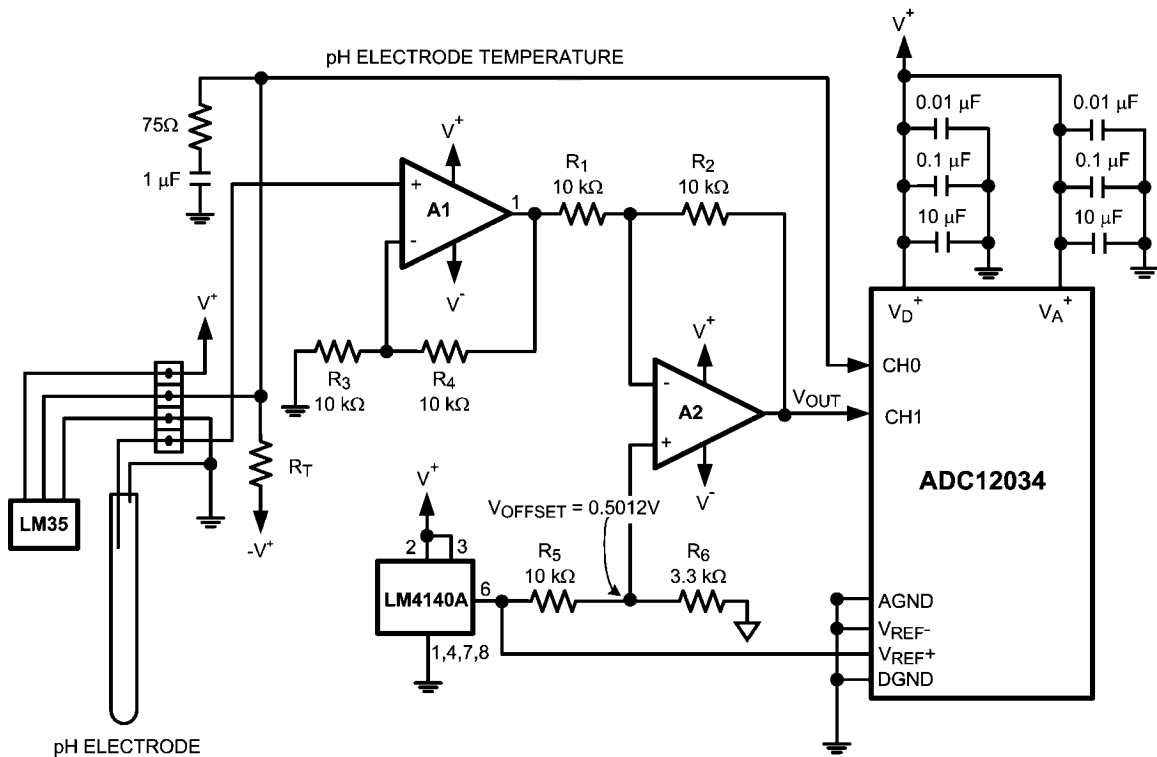 V+
pH ELECTRODE TEMPERATURE
75Ω
1 µF
0.01 µF
0.1 µF
10 µF
0.01 µF
0.1 µF
10 µF
V+
+
A1
-
1
V-
R1
10 kΩ
R2
10 kΩ
VD+
VA+
V+
R3
10 kΩ
R4
10 kΩ
V+
-
A2
+
V-
VOUT
CH0
CH1
ADC12034
LM35
RT
-V+
V+
VOFFSET = 0.5012V
2
3
LM4140A
6
1,4,7,8
R5
10 kΩ
R6
3.3 kΩ
AGND
VREF-
VREF+
DGND
pH ELECTRODE